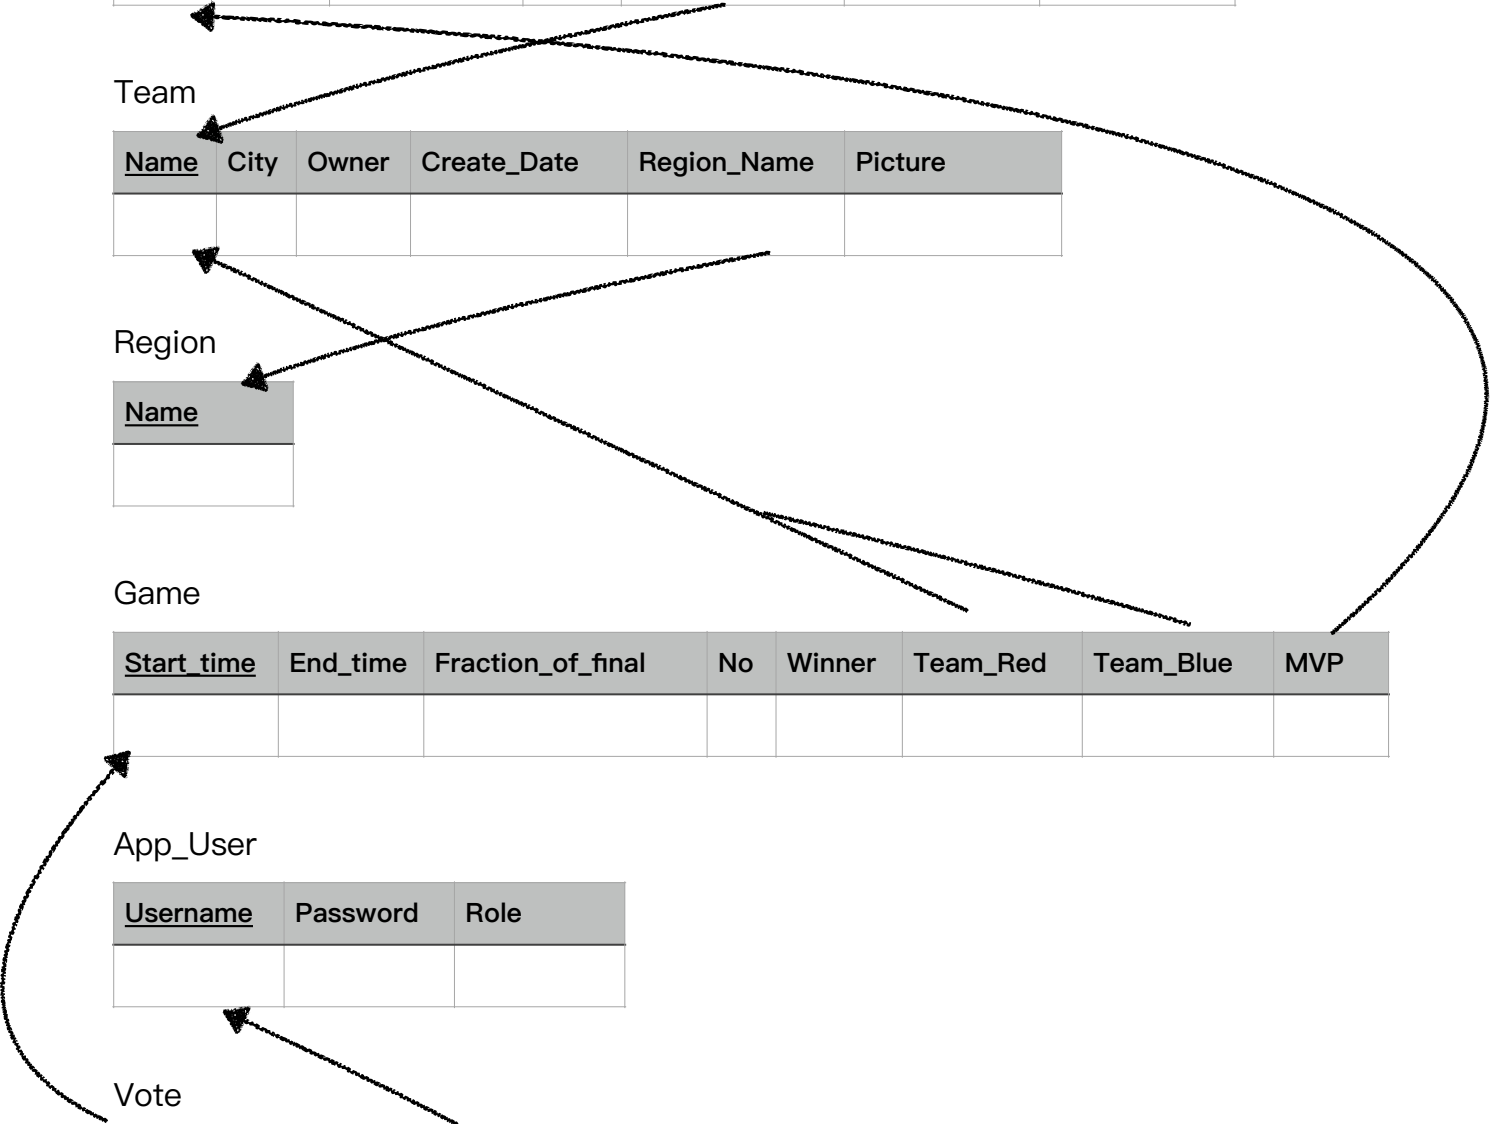 Team
Name City Owner Create_Date Region_Name Picture
Region
Name
Game
Start_time End_time Fraction_of_final No Winner Team_Red Team_Blue MVP
App_User
Username Password Role
Vote